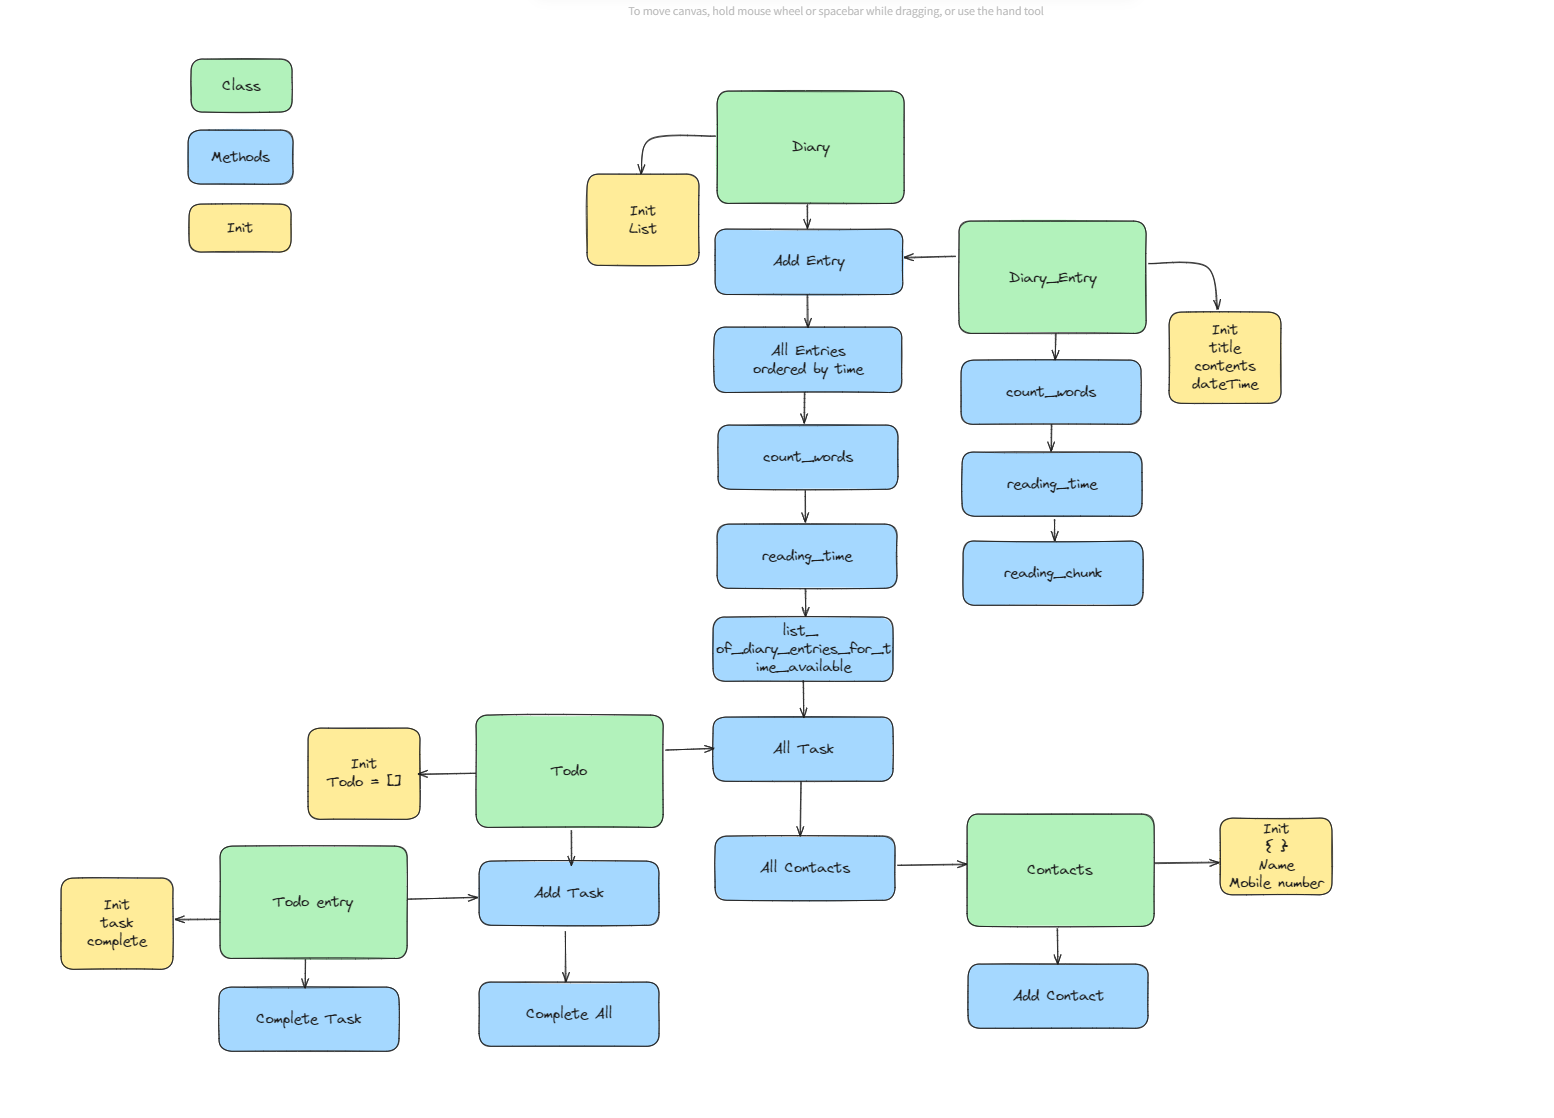 To move canvas, hold mouse wheel or spacebar while dragging, or use the hand tool
Class
Methods
Init
Diary
Init
List
Add Entry
Diary_Entry
Init
title
contents
dateTime
All Entries
ordered by time
count_words
count_words
reading_time
reading_time
reading_chunk
list_
of_diary_entries_for_t
ime_available
Todo
All Task
Init
Todo = []
All Contacts
Contacts
Init
{ }
Name
Mobile number
Todo entry
Add Task
Init
task
complete
Complete Task
Complete All
Add Contact